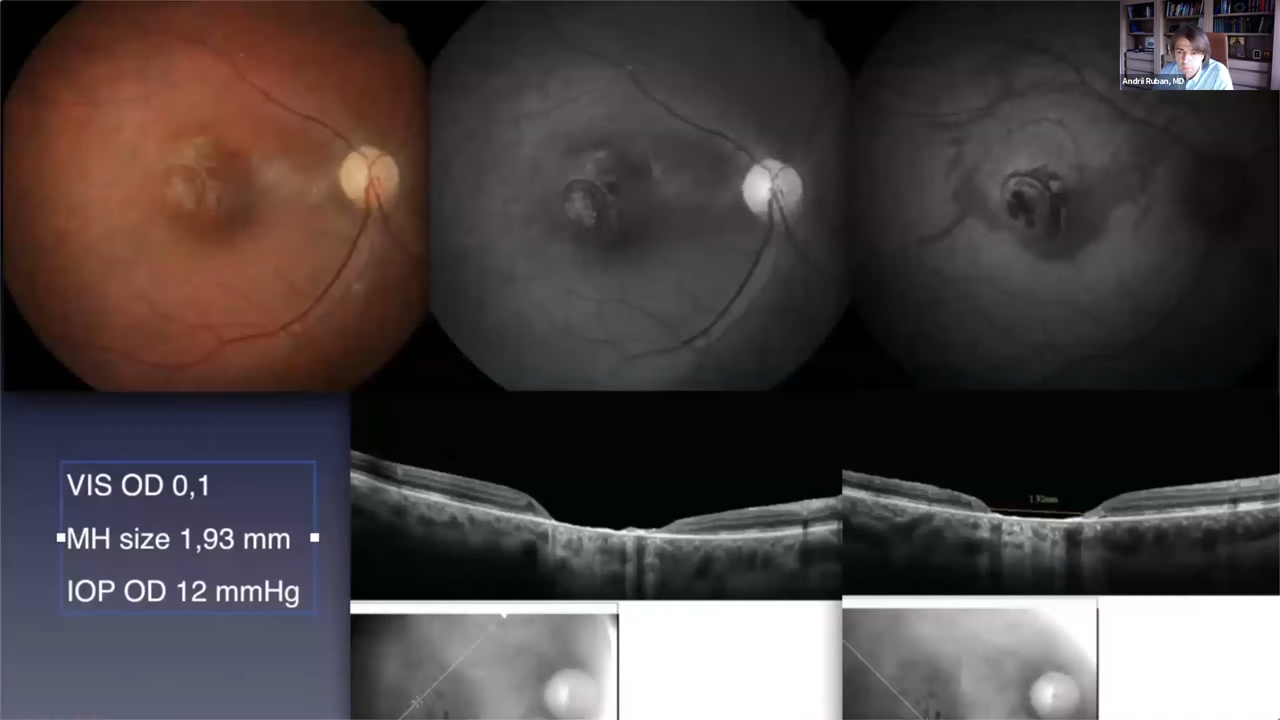 Andrii Ruban, MD
VIS OD 0,1
MH size 1,93 mm
IOP OD 12 mmHg
1.93mm